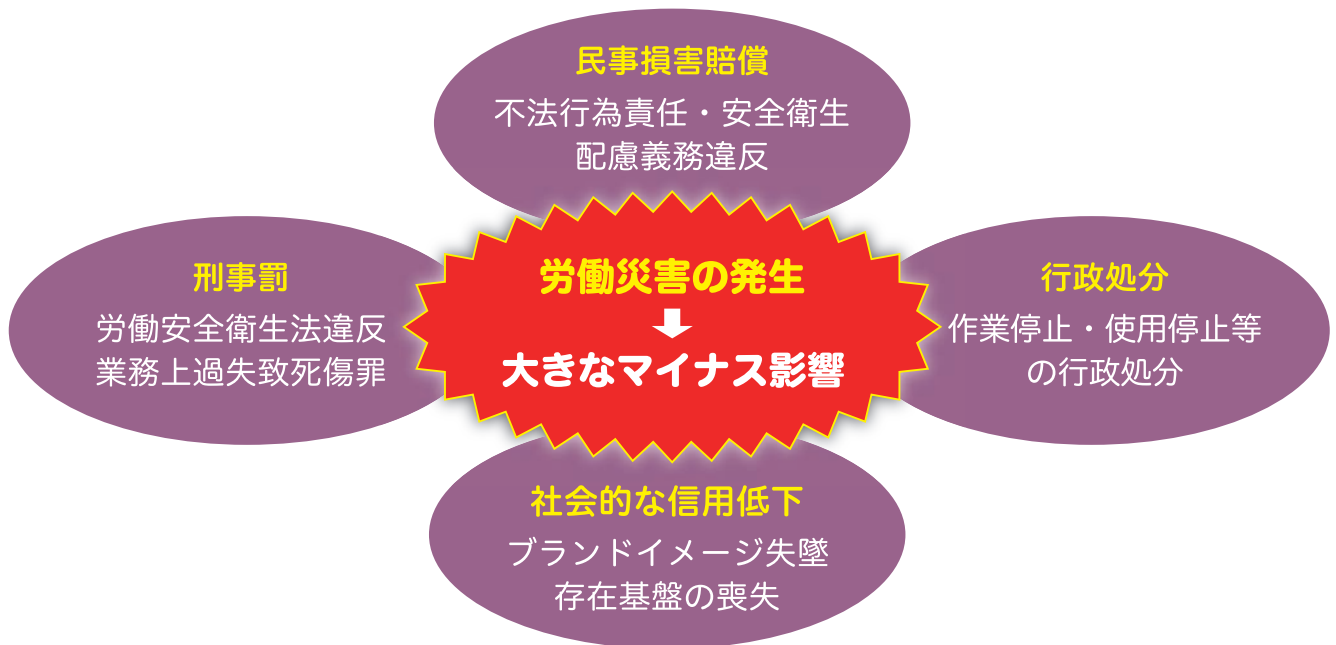 民事損害賠償
不法行為責任・安全衛生
配慮義務違反
刑事罰
労働安全衛生法違反
業務上過失致死傷罪
労働災害の発生
大きなマイナス影響
行政処分
作業停止・使用停止等
の行政処分
社会的な信用低下
ブランドイメージ失墜
存在基盤の喪失